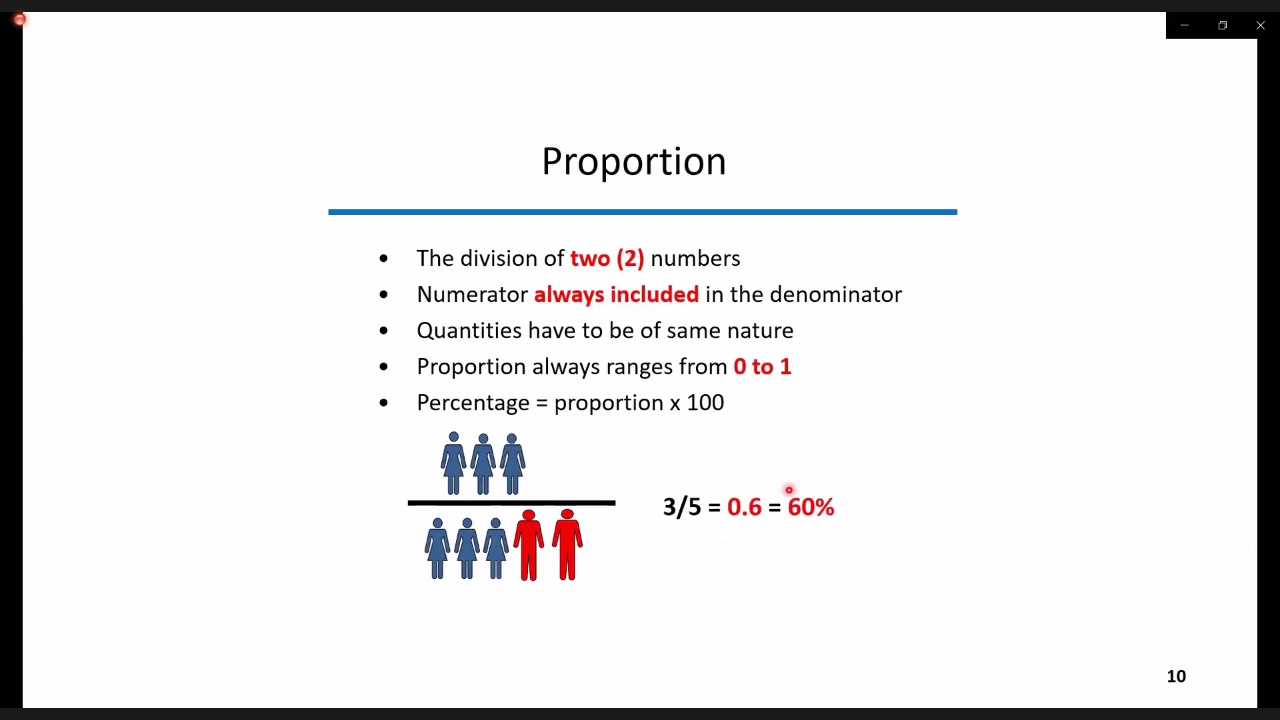 Proportion
• The division of two (2) numbers
• Numerator always included in the denominator
• Quantities have to be of same nature
• Proportion always ranges from 0 to 1
• Percentage = proportion x 100
3/5 = 0.6 = 60%
10